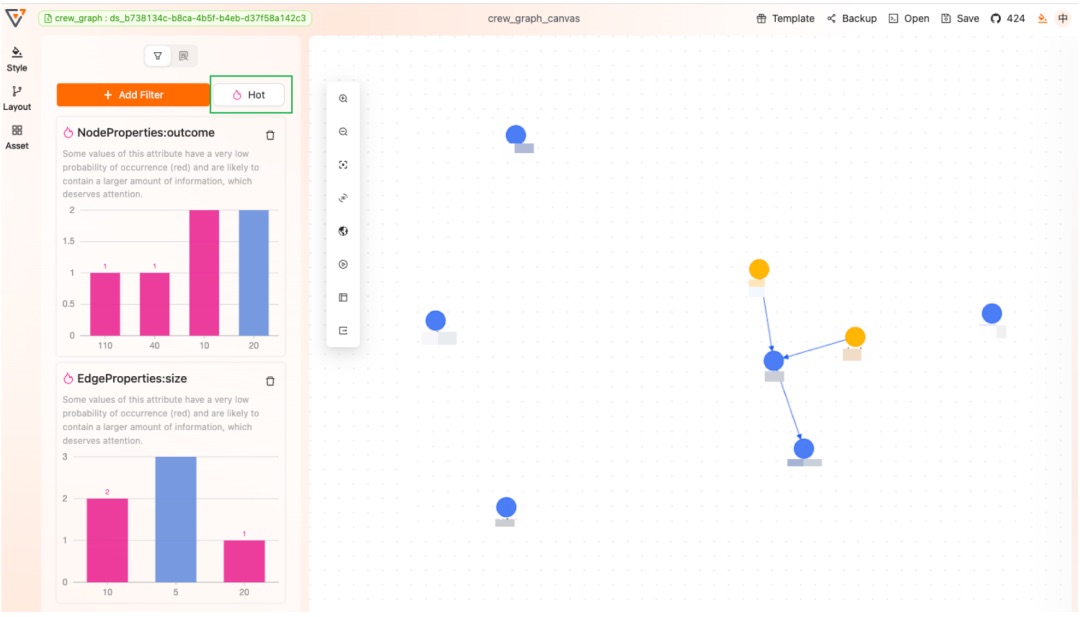 crew_graph : ds_b738134c-b8ca-4b5f-b4eb-d37f58a142c3
crew_graph_canvas
Template
Backup
Open
Save
424
中
Style
Layout
Asset
+ Add Filter
Hot
NodeProperties:outcome
Some values of this attribute have a very low
probability of occurrence (red) and are likely to
contain a larger amount of information, which
deserves attention.
2
1.5
1
0.5
0
1
1
110
40
10
20
EdgeProperties:size
Some values of this attribute have a very low
probability of occurrence (red) and are likely to
contain a larger amount of information, which
deserves attention.
3
2
1
0
2
1
10
5
20